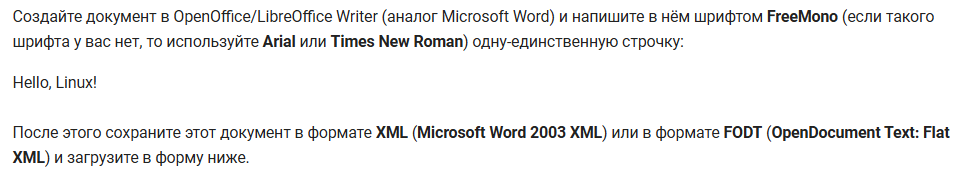 Создайте документ в OpenOffice/LibreOffice Writer (аналог Microsoft Word) и напишите в нём шрифтом FreeMono (если такого
шрифта у вас нет, то используйте Arial или Times New Roman) одну-единственную строчку:
Hello, Linux!
После этого сохраните этот документ в формате XML (Microsoft Word 2003 XML) или в формате FODT (OpenDocument Text: Flat
XML) и загрузите в форму ниже.